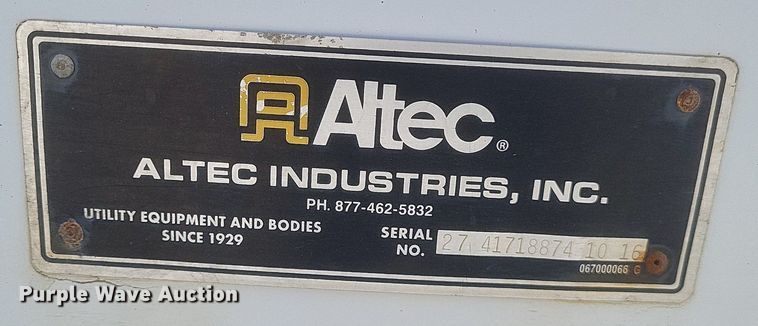 Altec®
ALTEC INDUSTRIES, INC.
PH. 877-462-5832
UTILITY EQUIPMENT AND BODIES
SINCE 1929
SERIAL
NO. 27 41718874 10 16
067000066 G
Purple Wave Auction